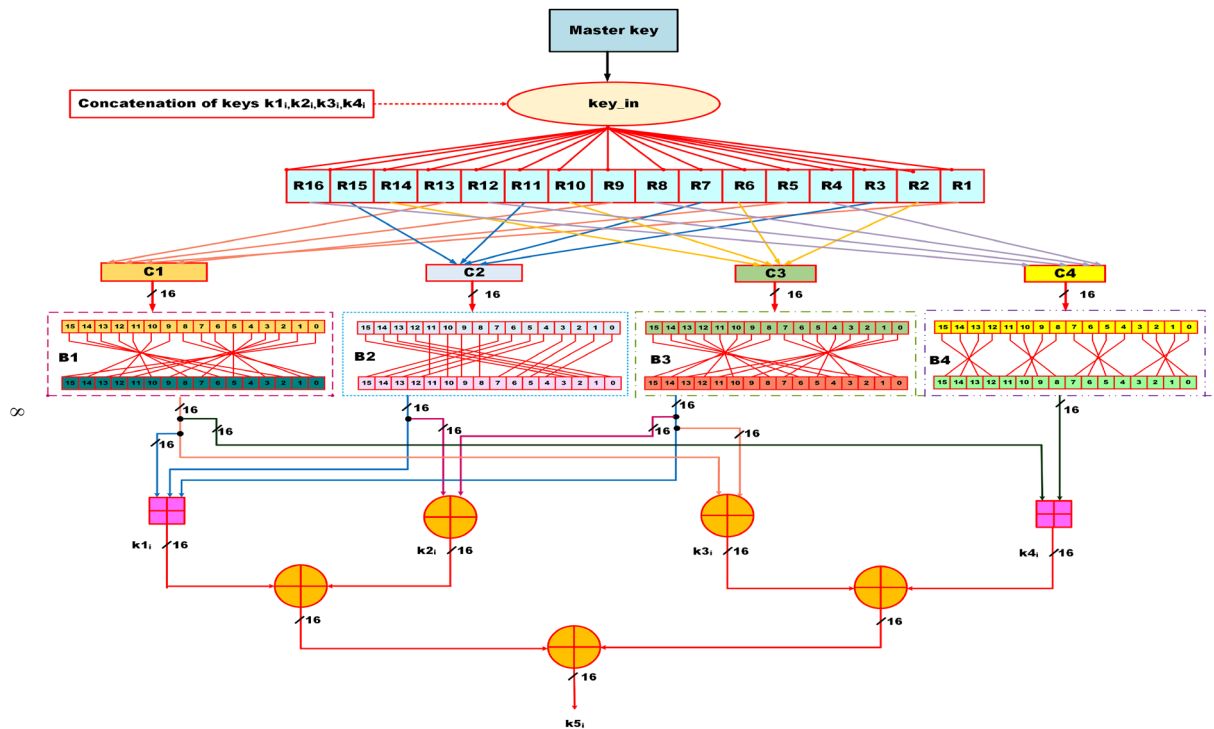 Master key
Concatenation of keys k1ᵢ,k2ᵢ,k3ᵢ,k4ᵢ
key_in
R16 R15 R14 R13 R12 R11 R10 R9 R8 R7 R6 R5 R4 R3 R2 R1
C1 C2 C3 C4
16 16 16 16
15 14 13 12 11 10 9 8 7 6 5 4 3 2 1 0
15 14 13 12 11 10 9 8 7 6 5 4 3 2 1 0
15 14 13 12 11 10 9 8 7 6 5 4 3 2 1 0
15 14 13 12 11 10 9 8 7 6 5 4 3 2 1 0
B1 B2 B3 B4
15 14 13 12 11 10 9 8 7 6 5 4 3 2 1 0
15 14 13 12 11 10 9 8 7 6 5 4 3 2 1 0
15 14 13 12 11 10 9 8 7 6 5 4 3 2 1 0
15 14 13 12 11 10 9 8 7 6 5 4 3 2 1 0
∞
16 16 16 16
16 16 16 16 16
k1ᵢ 16 k2ᵢ 16 k3ᵢ 16 k4ᵢ 16
16 16
16
k5ᵢ